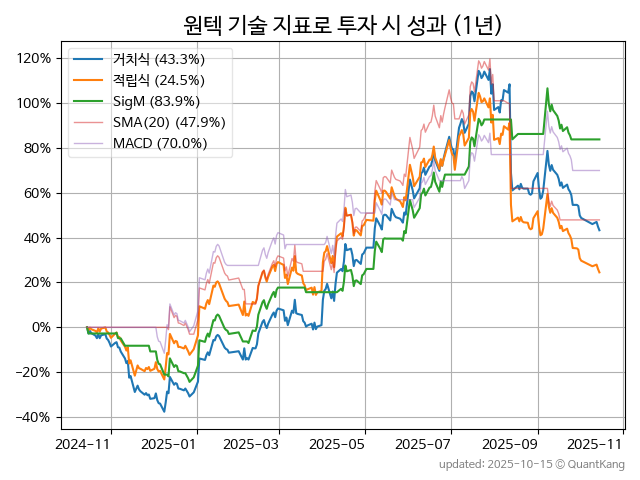 원텍 기술 지표로 투자 시 성과 (1년)
120%
100%
80%
60%
40%
20%
0%
−20%
−40%
거치식 (43.3%)
적립식 (24.5%)
SigM (83.9%)
SMA(20) (47.9%)
MACD (70.0%)
2024-11
2025-01
2025-03
2025-05
2025-07
2025-09
2025-11
updated: 2025-10-15 © QuantKang